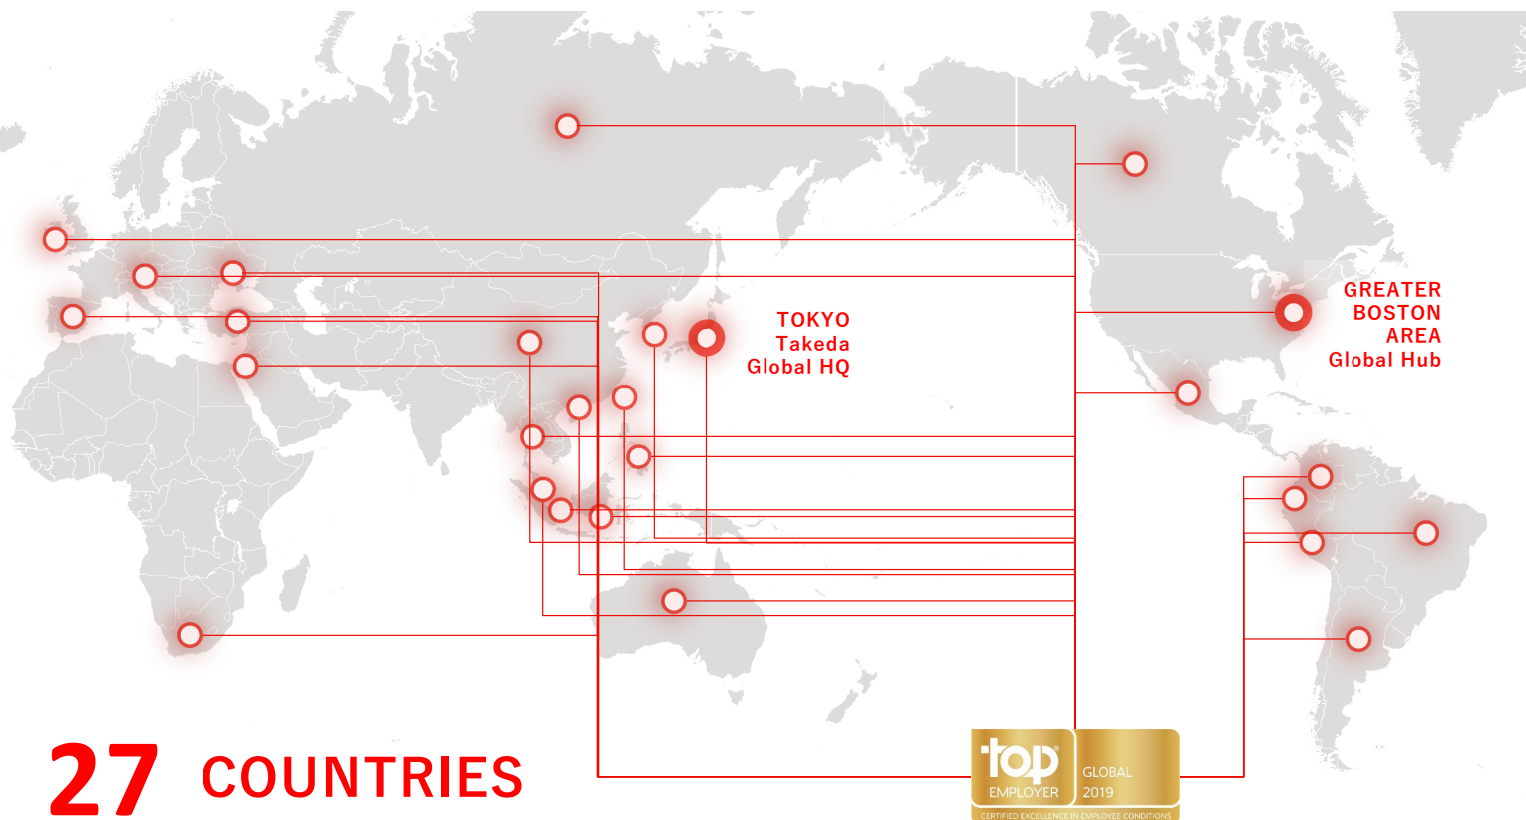 TOKYO
Takeda
Global HQ
GREATER
BOSTON
AREA
Global Hub
27 COUNTRIES
top
EMPLOYER
GLOBAL
2019
CERTIFIED EXCELLENCE IN EMPLOYEE CONDITIONS